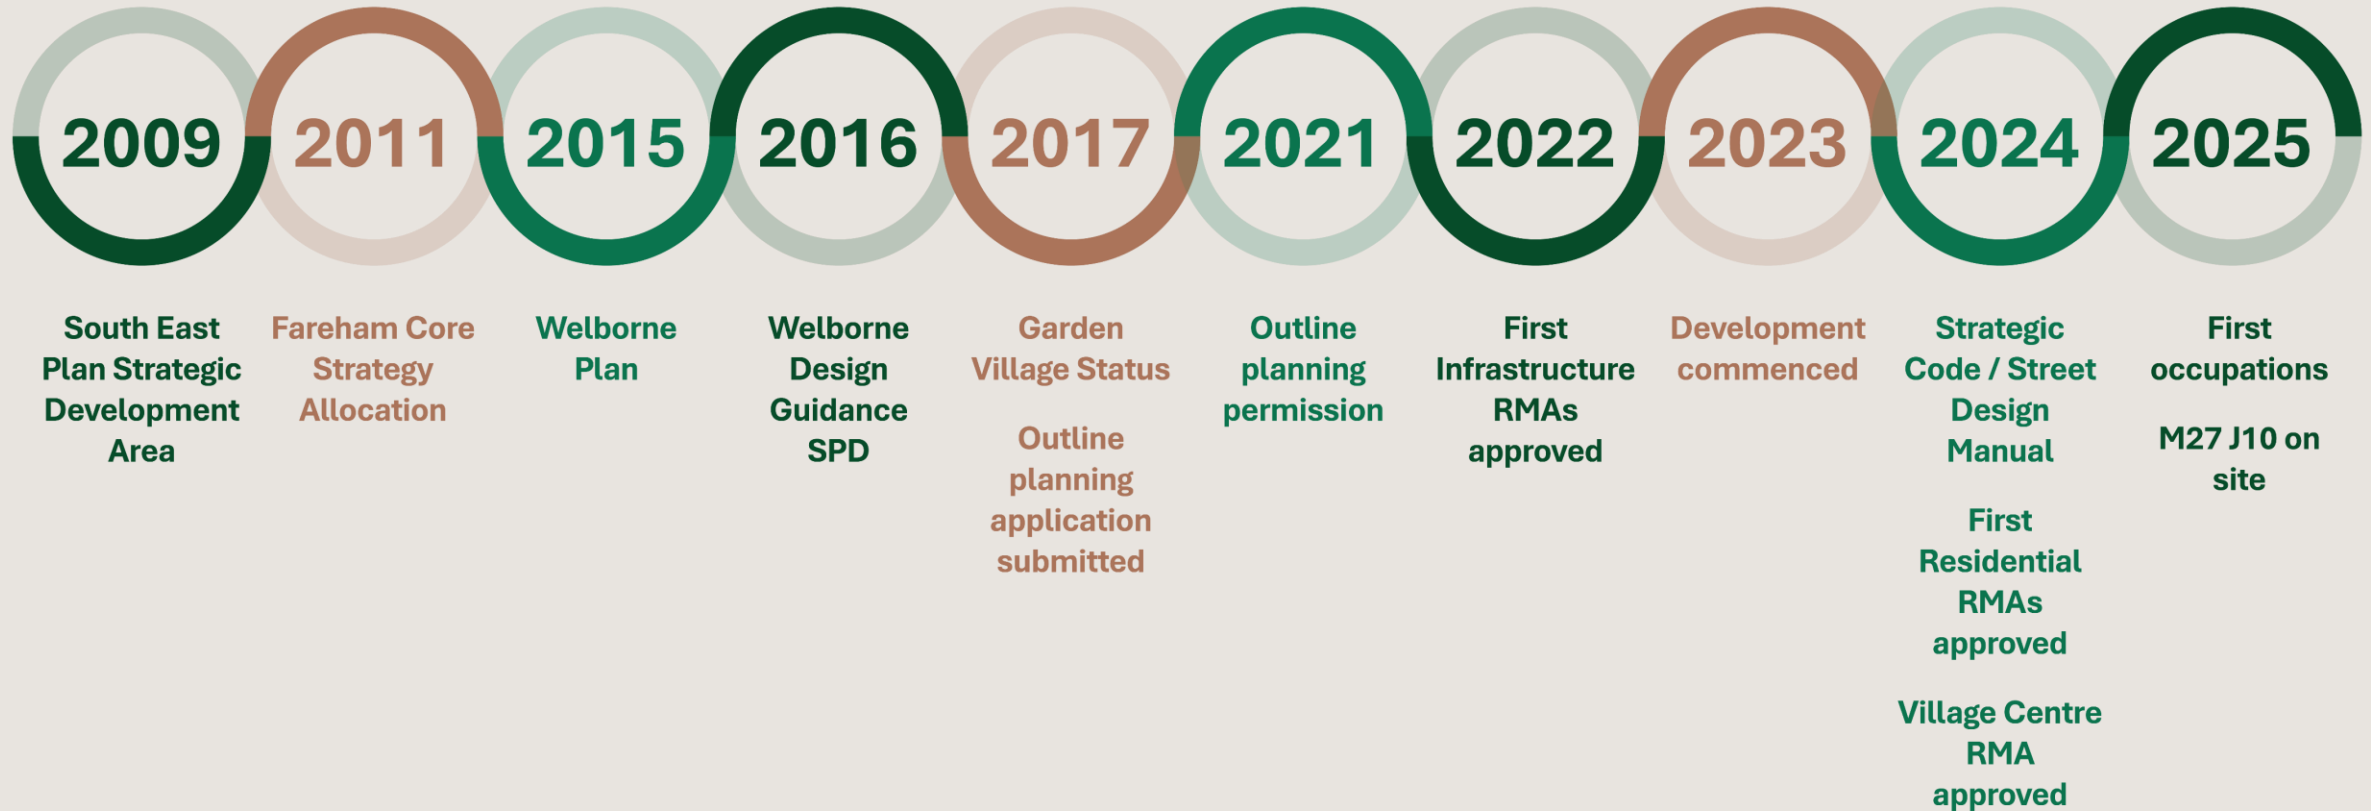 2009
2011
2015
2016
2017
2021
2022
2023
2024
2025
South East
Plan Strategic
Development
Area
Fareham Core
Strategy
Allocation
Welborne
Plan
Welborne
Design
Guidance
SPD
Garden
Village Status
Outline
planning
application
submitted
Outline
planning
permission
First
Infrastructure
RMAs
approved
Development
commenced
Strategic
Code / Street
Design
Manual
First
Residential
RMAs
approved
Village Centre
RMA
approved
First
occupations
M27 J10 on
site